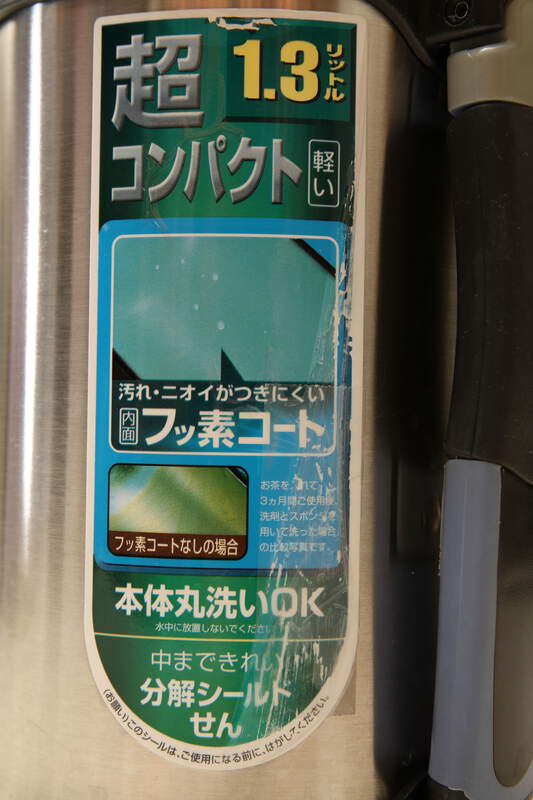 超
1.3リットル
コンパクト
軽い
汚れ・ニオイがつきにくい
内面
フッ素コート
フッ素コートなしの場合
お茶を
3ヵ月間ご使用後
洗剤とスポンジを
用いて洗った場合
の比較写真です。
本体丸洗いOK
水中に放置しないでください
中まできれい
分解シールド
せん
(お願い)このシールは、ご使用になる前に、はがしてください。